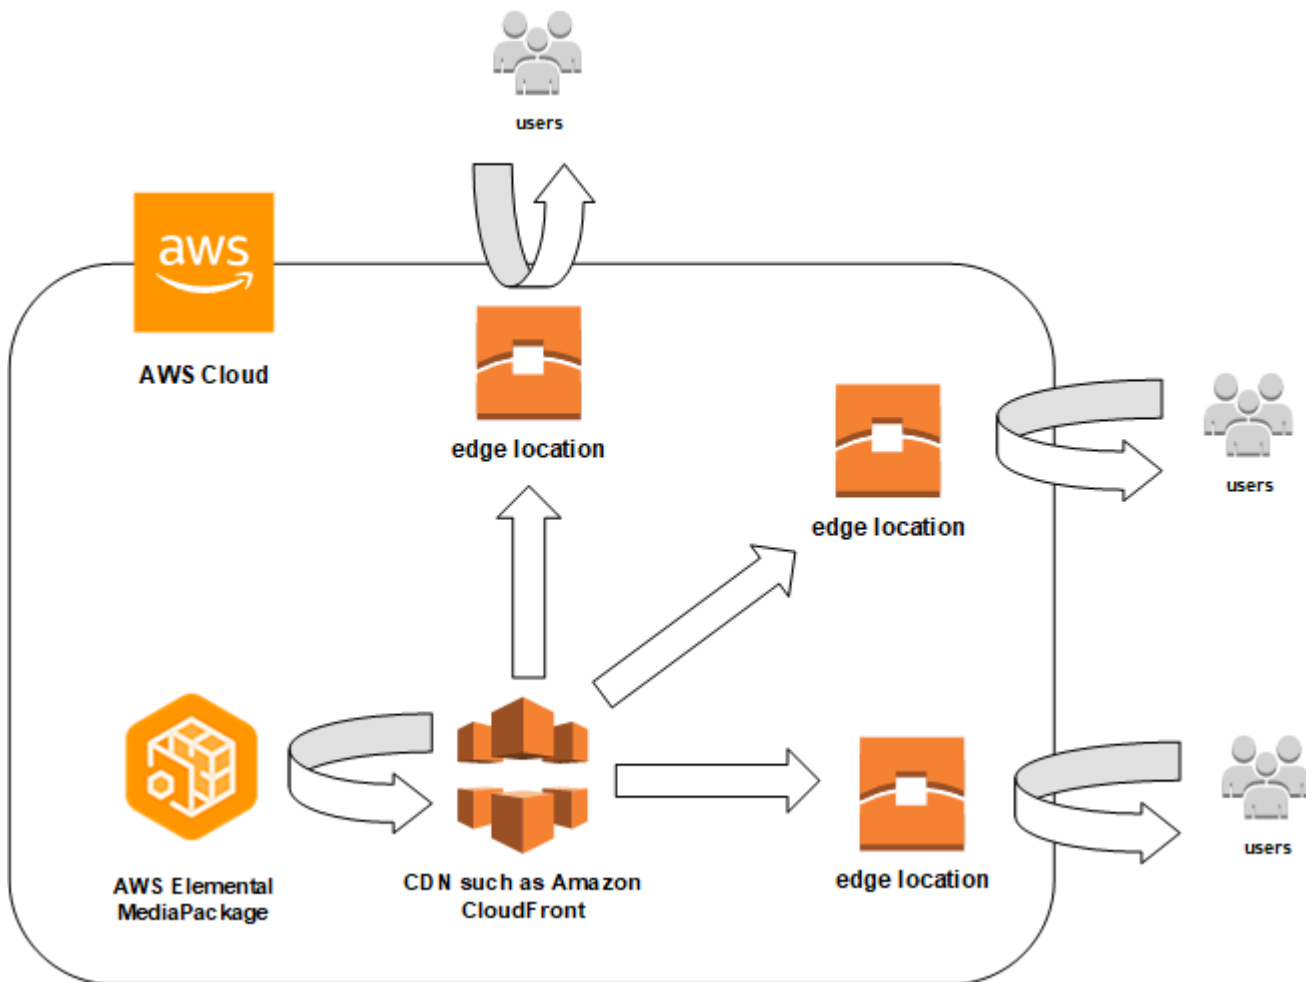 users
aws
AWS Cloud
edge location
users
edge location
users
edge location
AWS Elemental
MediaPackage
CDN such as Amazon
CloudFront